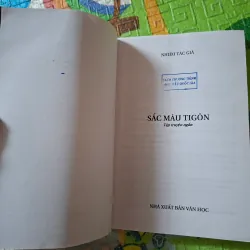 NHIỀU TÁC GIẢ
SẮC MÀU TIGÔN
Tập truyện ngắn
NHÀ XUẤT BẢN VĂN HỌC